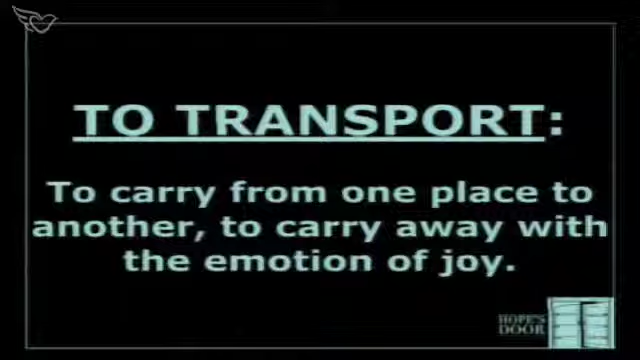 TO TRANSPORT:
To carry from one place to
another, to carry away with
the emotion of joy.
HOPE'S
DOOR